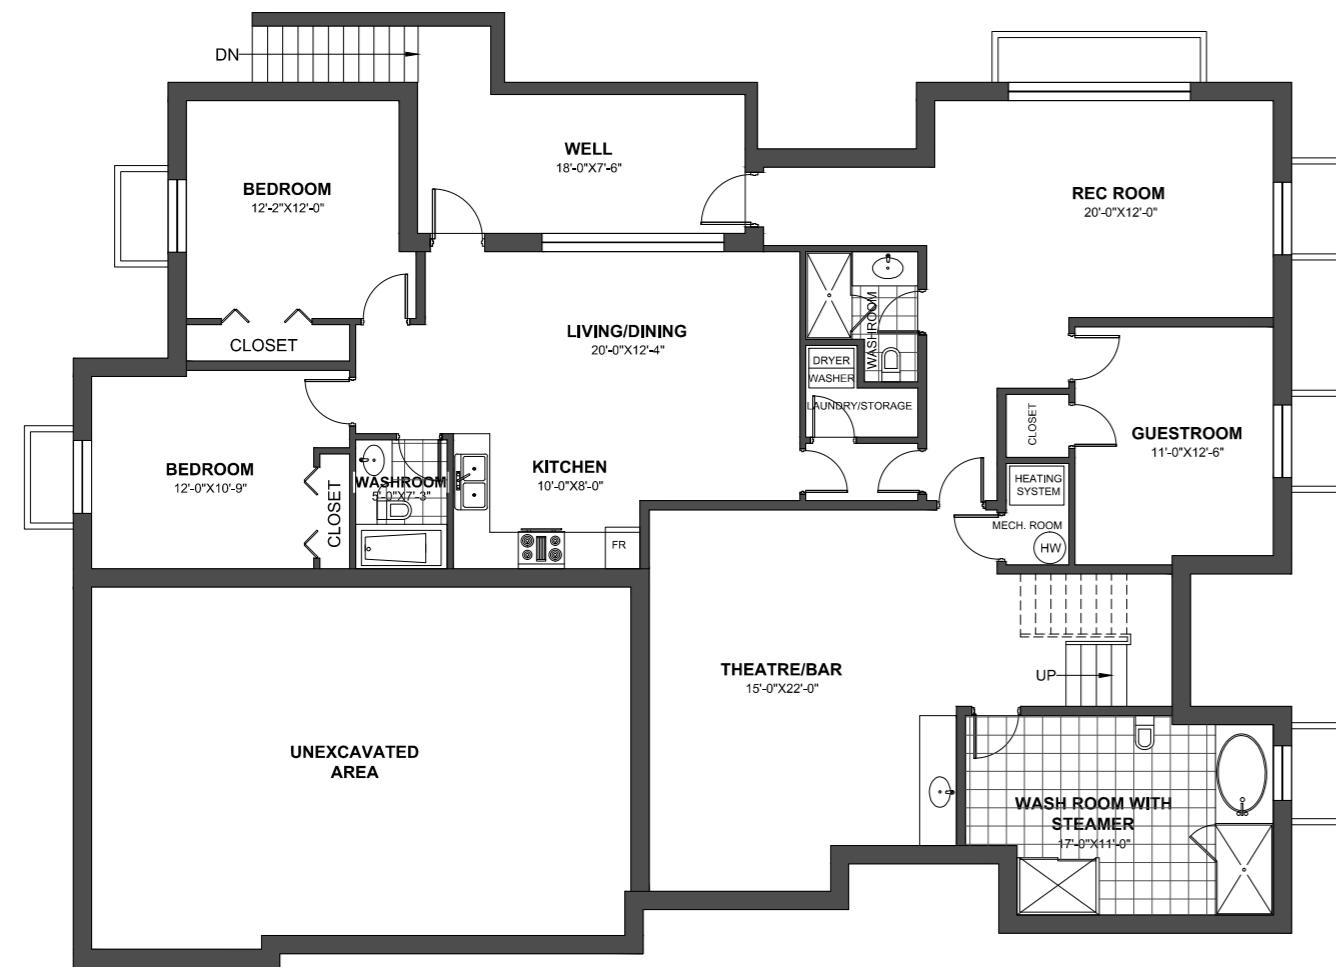 DN
WELL
18'-0"X7'-6"
BEDROOM
12'-2"X12'-0"
REC ROOM
20'-0"X12'-0"
LIVING/DINING
20'-0"X12'-4"
CLOSET
WASHROOM
DRYER
WASHER
LAUNDRY/STORAGE
CLOSET
GUESTROOM
11'-0"X12'-6"
BEDROOM
12'-0"X10'-9"
CLOSET
WASHROOM
5'-0"X7'-3"
KITCHEN
10'-0"X8'-0"
FR
HEATING
SYSTEM
MECH. ROOM
HW
THEATRE/BAR
15'-0"X22'-0"
UP
UNEXCAVATED
AREA
WASH ROOM WITH
STEAMER
17'-0"X11'-0"